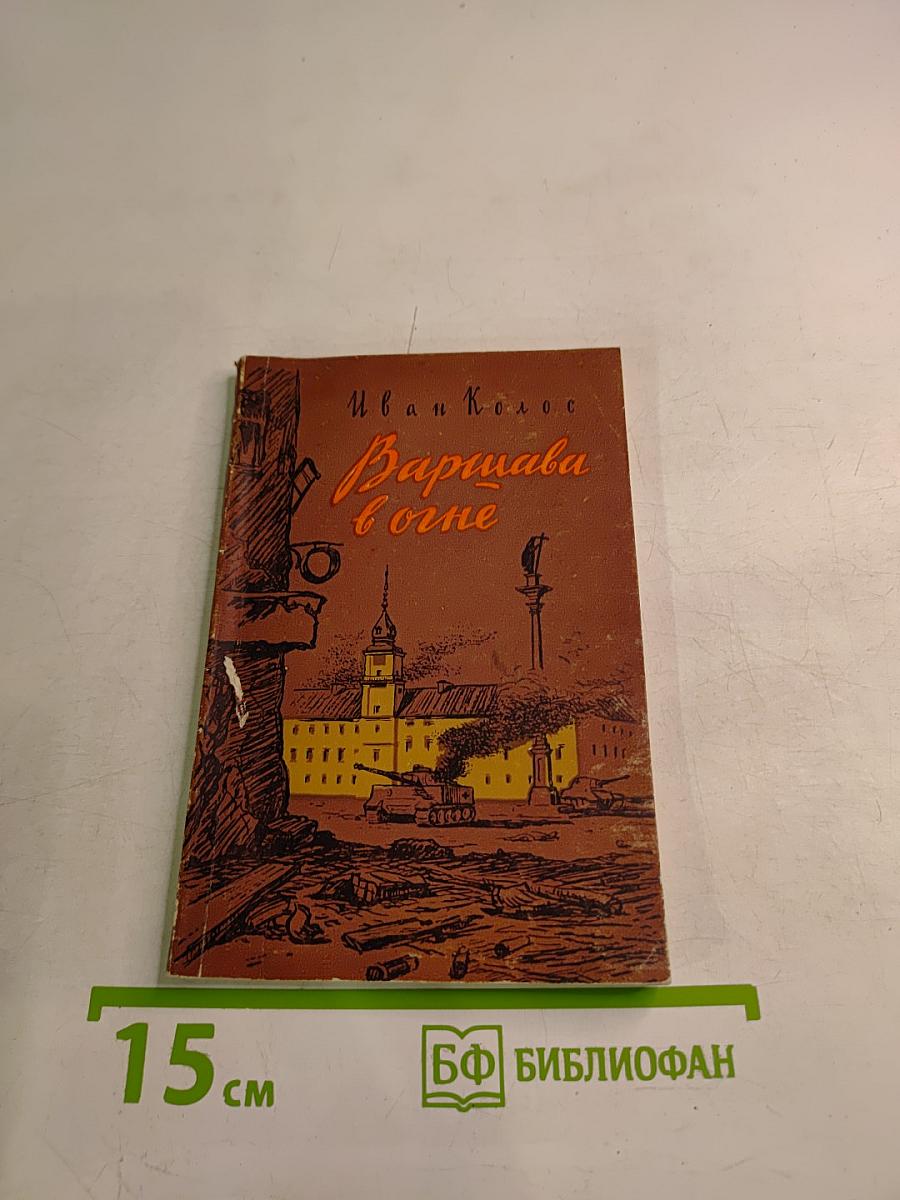 Иван Колос
Варшава
в огне
15 см
БФ БИБЛИОФАН